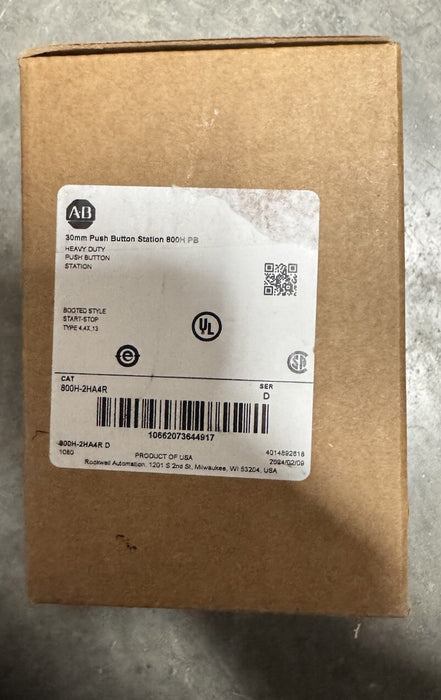 AB
30mm Push Button Station 800H PB
HEAVY DUTY
PUSH BUTTON
STATION
BOOTED STYLE
START-STOP
TYPE 4,4X,13
UL
e
CAT
SER
800H-2HA4R
D
10662073644917
800H-2HA4R D
4014892618
1080
PRODUCT OF USA
2024/02/09
Rockwell Automation, 1201 S 2nd St, Milwaukee, WI 53204, USA